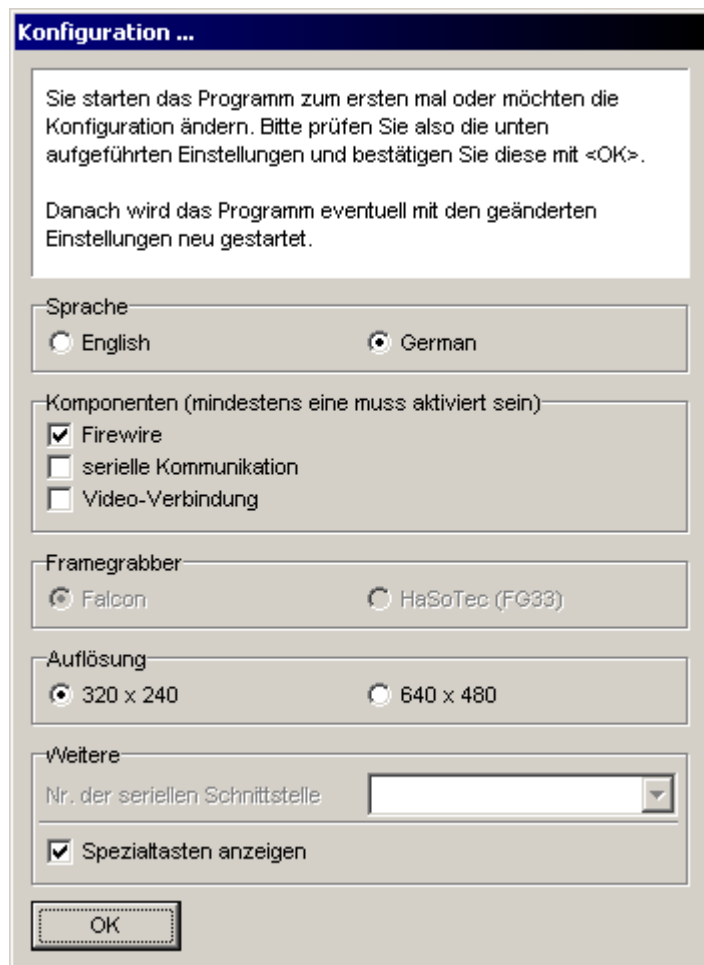 Konfiguration ...
Sie starten das Programm zum ersten mal oder möchten die
Konfiguration ändern. Bitte prüfen Sie also die unten
aufgeführten Einstellungen und bestätigen Sie diese mit <OK>.
Danach wird das Programm eventuell mit den geänderten
Einstellungen neu gestartet.
Sprache
English German
Komponenten (mindestens eine muss aktiviert sein)
Firewire
serielle Kommunikation
Video-Verbindung
Framegrabber
Falcon HaSoTec (FG33)
Auflösung
320 x 240 640 x 480
Weitere
Nr. der seriellen Schnittstelle
Spezialtasten anzeigen
OK